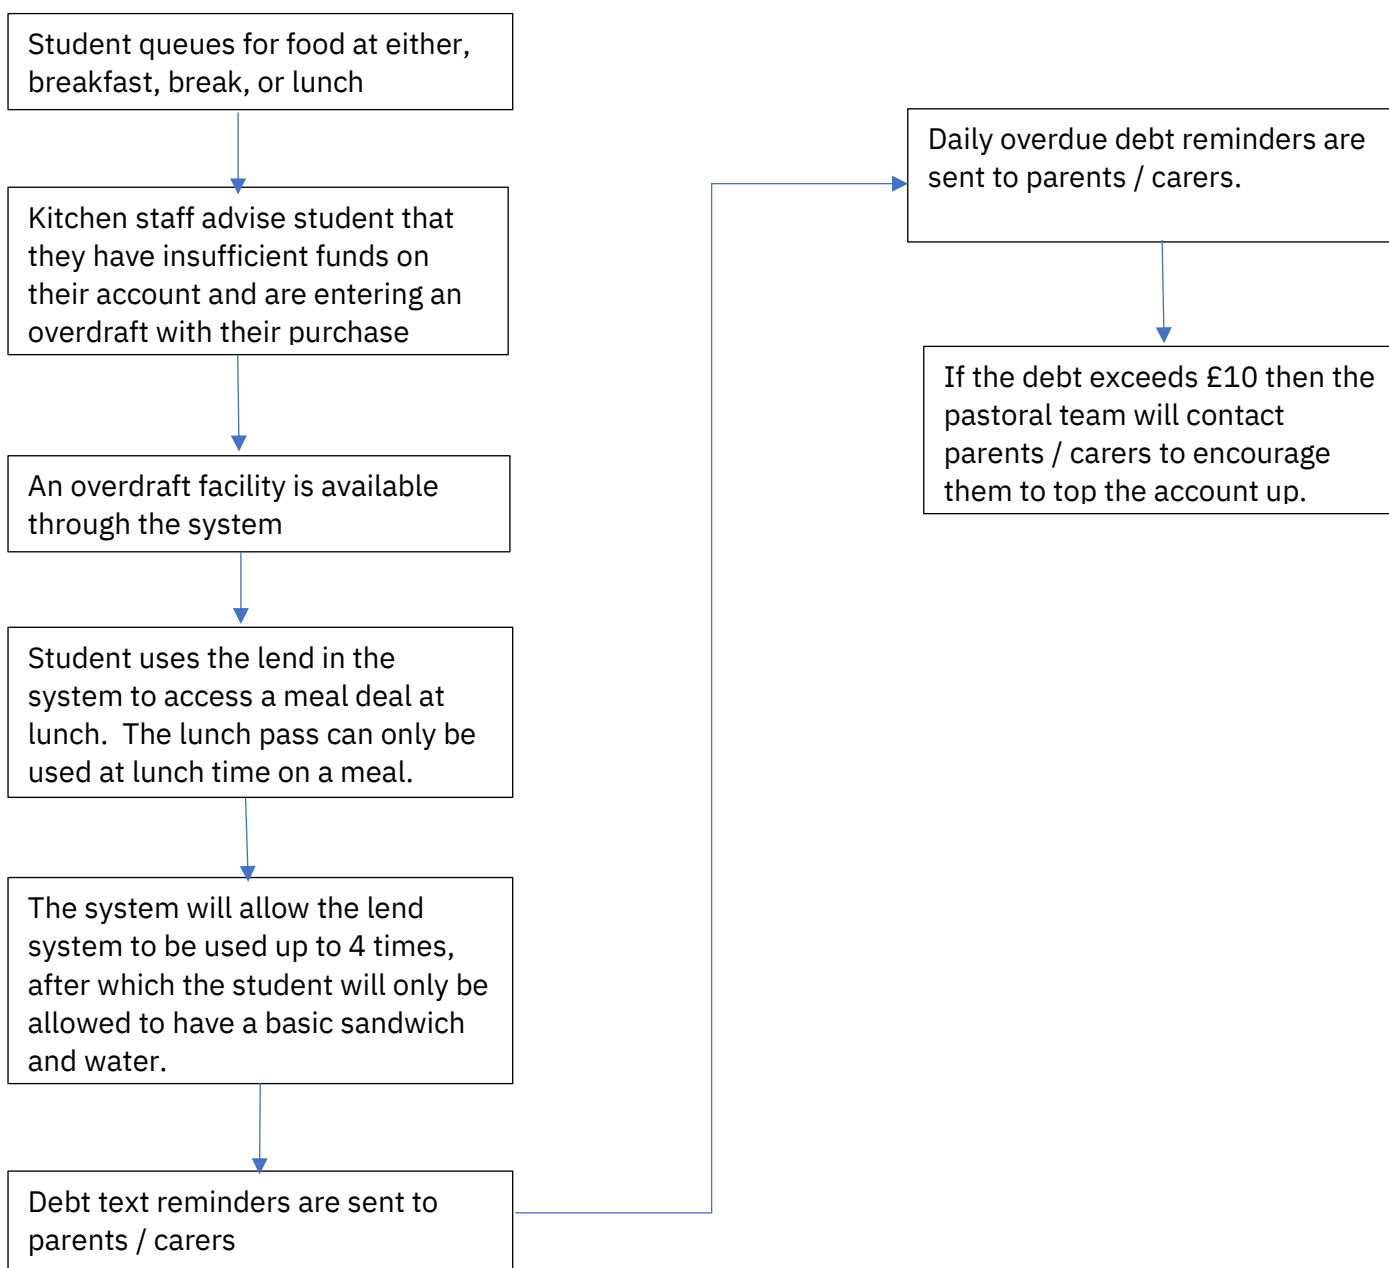 Student queues for food at either,
breakfast, break, or lunch
Kitchen staff advise student that
they have insufficient funds on
their account and are entering an
overdraft with their purchase
An overdraft facility is available
through the system
Student uses the lend in the
system to access a meal deal at
lunch.  The lunch pass can only be
used at lunch time on a meal.
The system will allow the lend
system to be used up to 4 times,
after which the student will only be
allowed to have a basic sandwich
and water.
Debt text reminders are sent to
parents / carers
Daily overdue debt reminders are
sent to parents / carers.
If the debt exceeds £10 then the
pastoral team will contact
parents / carers to encourage
them to top the account up.